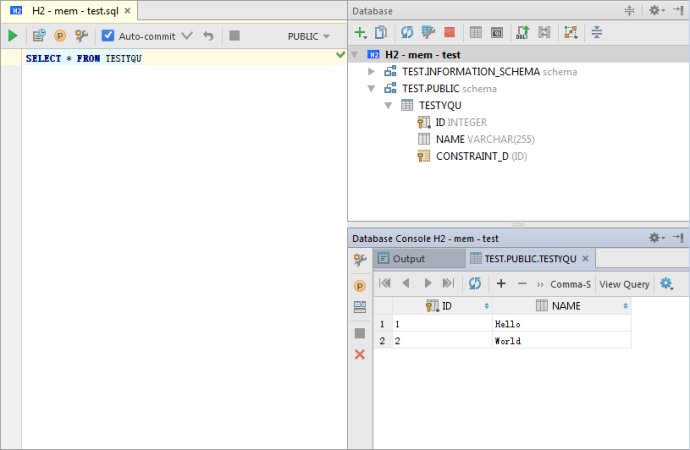 H2 - mem - test.sql
Auto-commit
PUBLIC
SELECT * FROM TESTYQU
Database
H2 - mem - test
TEST.INFORMATION_SCHEMA schema
TEST.PUBLIC schema
TESTYQU
ID INTEGER
NAME VARCHAR(255)
CONSTRAINT_D (ID)
Database Console H2 - mem - test
Output
TEST.PUBLIC.TESTYQU
Comma-S View Query
ID NAME
1 1 Hello
2 2 World